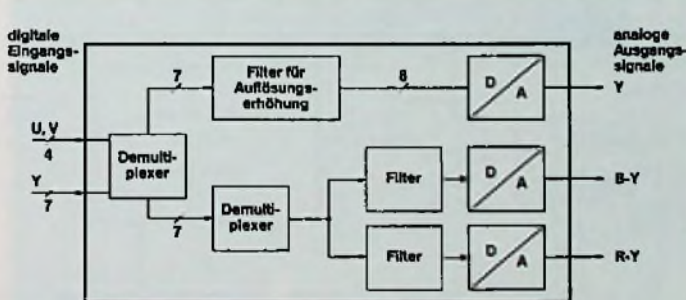 digitale
Eingangs-
signale
analoge
Ausgangs-
signale
7
Filter für
Auflösungs-
erhöhung
8
D
A
Y
U, V
4
Y
7
Demulti-
plexer
7
Demulti-
plexer
Filter
D
A
B-Y
Filter
D
A
R-Y